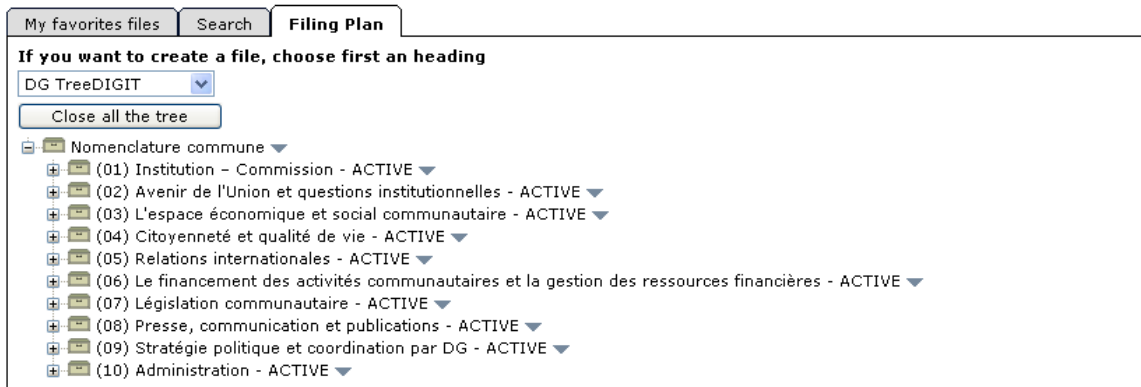 My favorites files Search Filing Plan
If you want to create a file, choose first an heading
DG TreeDIGIT
Close all the tree
Nomenclature commune
(01) Institution – Commission - ACTIVE
(02) Avenir de l'Union et questions institutionnelles - ACTIVE
(03) L'espace économique et social communautaire - ACTIVE
(04) Citoyenneté et qualité de vie - ACTIVE
(05) Relations internationales - ACTIVE
(06) Le financement des activités communautaires et la gestion des ressources financières - ACTIVE
(07) Législation communautaire - ACTIVE
(08) Presse, communication et publications - ACTIVE
(09) Stratégie politique et coordination par DG - ACTIVE
(10) Administration - ACTIVE